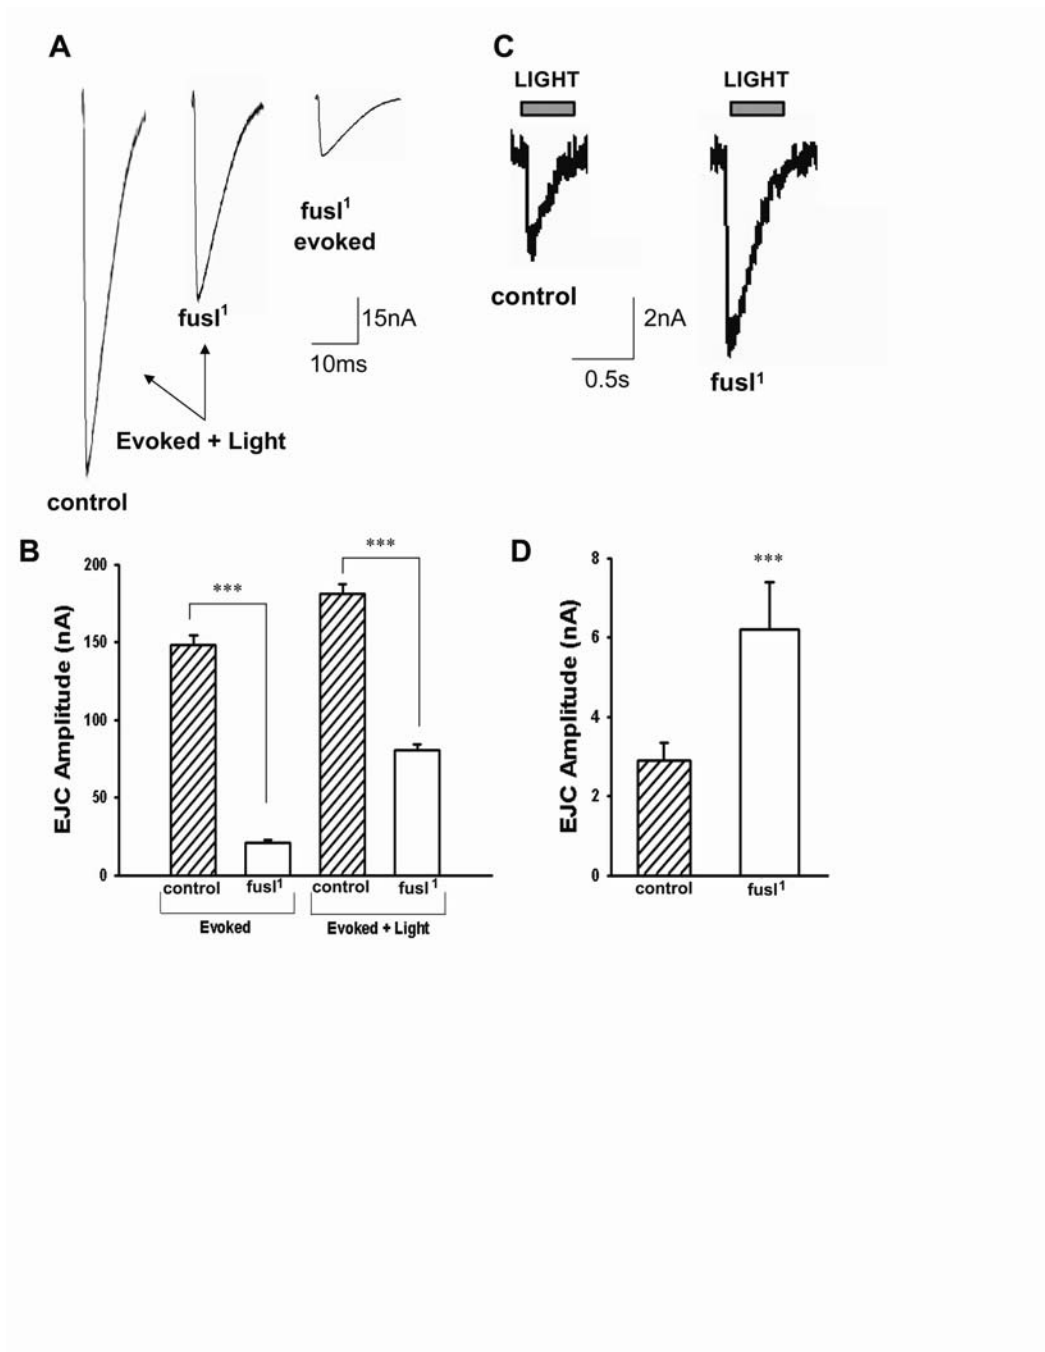 A
fusl1
evoked
fusl1
15nA
10ms
Evoked + Light
control
C
LIGHT
LIGHT
control
2nA
0.5s
fusl1
B
EJC Amplitude (nA)
200
150
100
50
0
***
***
control fusl1 control fusl1
Evoked Evoked + Light
D
EJC Amplitude (nA)
8
6
4
2
0
***
control fusl1